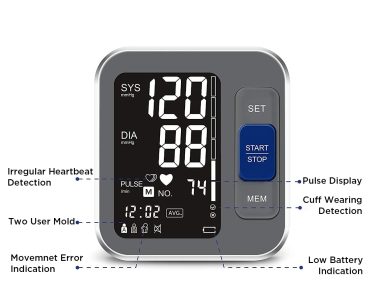 SYS
mmHg
120
DIA
mmHg
88
PULSE
/min
M NO. 74
12:02 AVG.
SET
START
STOP
MEM
Irregular Heartbeat
Detection
Two User Mold
Movemnet Error
Indication
Pulse Display
Cuff Wearing
Detection
Low Battery
Indication